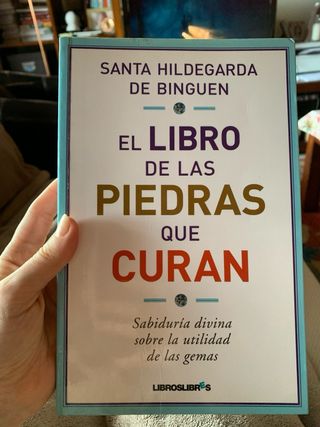 SANTA HILDEGARDA
DE BINGUEN
EL LIBRO
DE LAS
PIEDRAS
QUE
CURAN
Sabiduría divina
sobre la utilidad
de las gemas
LIBROSLIBRES